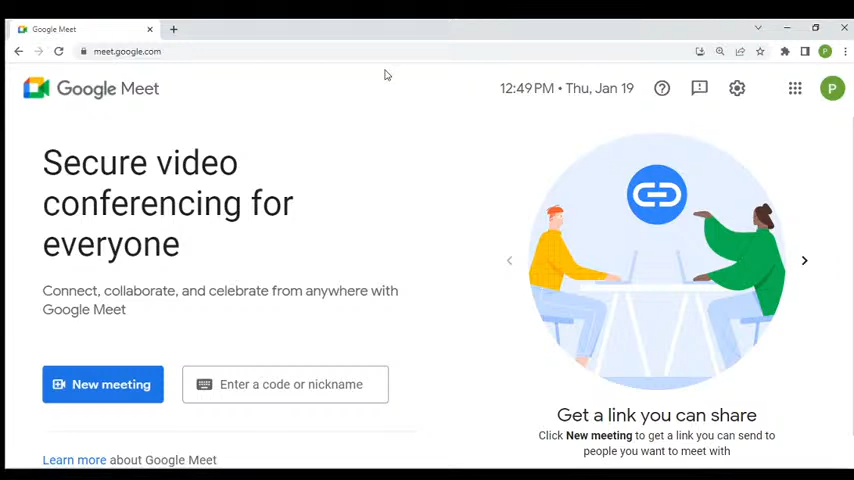 Google Meet
meet.google.com
P
Google Meet
12:49 PM • Thu, Jan 19
P
Secure video
conferencing for
everyone
Connect, collaborate, and celebrate from anywhere with
Google Meet
New meeting
Enter a code or nickname
Learn more about Google Meet
Get a link you can share
Click New meeting to get a link you can send to
people you want to meet with